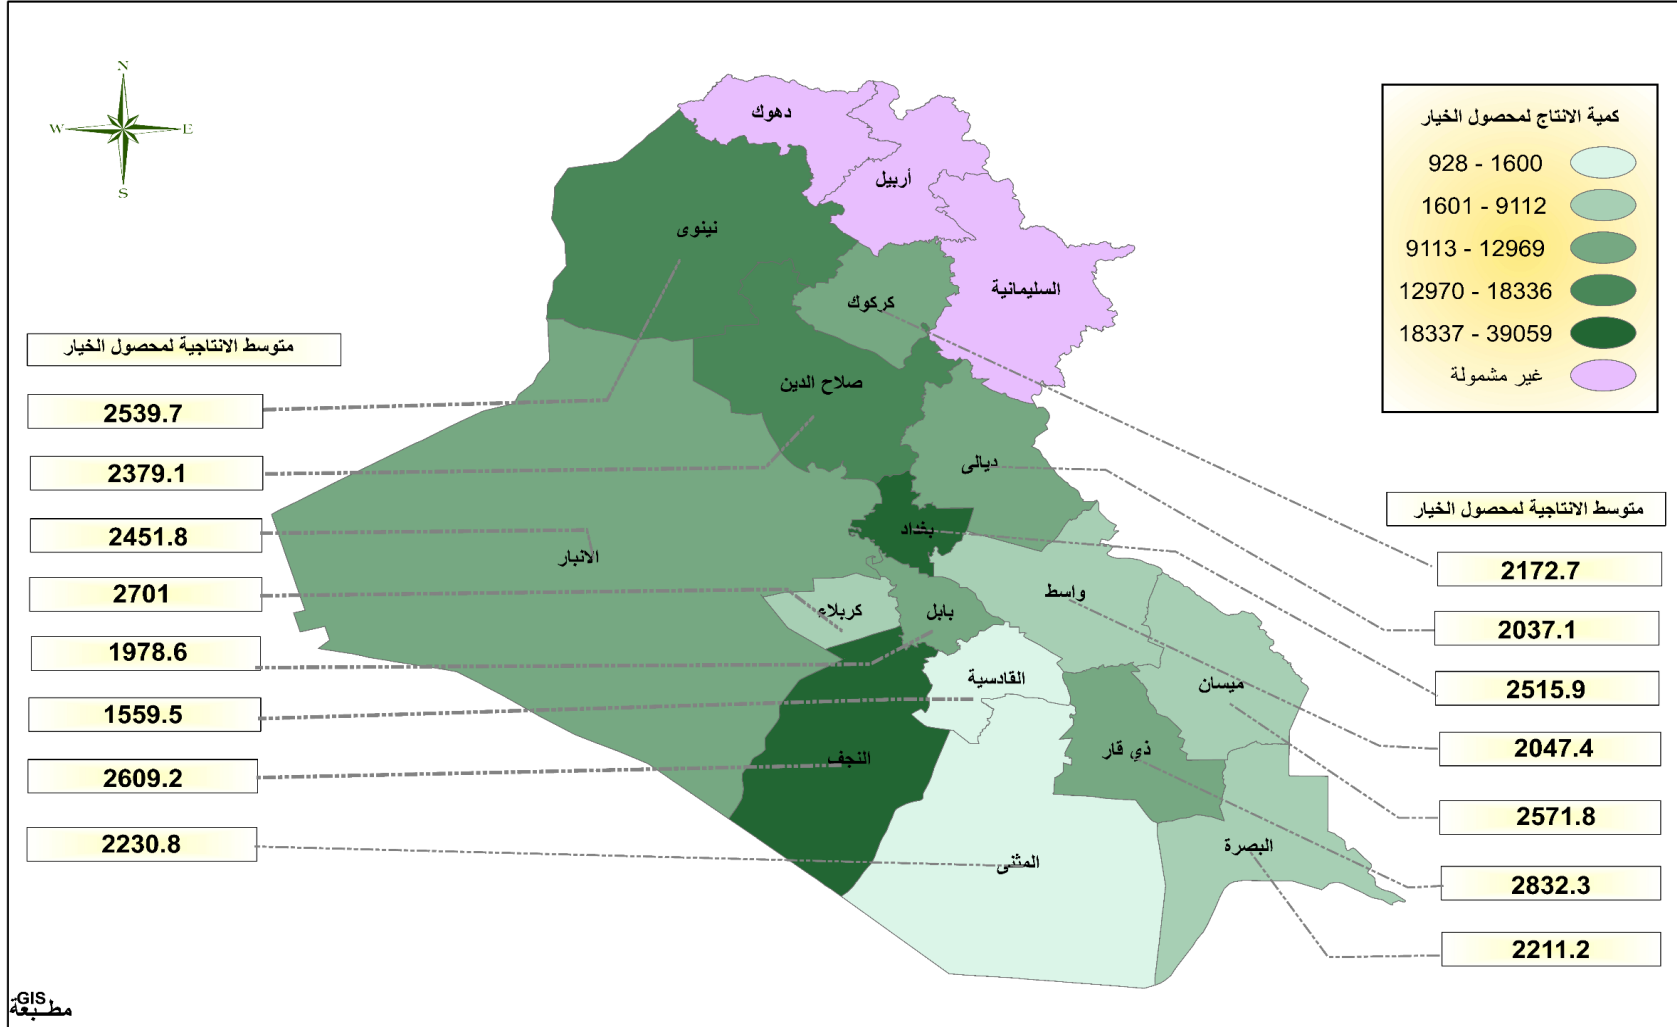 N
W
E
S
كمية الانتاج لمحصول الخيار
928 - 1600
1601 - 9112
9113 - 12969
12970 - 18336
18337 - 39059
غير مشمولة
دهوك
أربيل
نينوى
السليمانية
كركوك
صلاح الدين
ديالى
بغداد
الانبار
واسط
كربلاء
بابل
القادسية
ميسان
النجف
ذي قار
المثنى
البصرة
متوسط الانتاجية لمحصول الخيار
2539.7
2379.1
2451.8
2701
1978.6
1559.5
2609.2
2230.8
متوسط الانتاجية لمحصول الخيار
2172.7
2037.1
2515.9
2047.4
2571.8
2832.3
2211.2
GIS
مطبعة